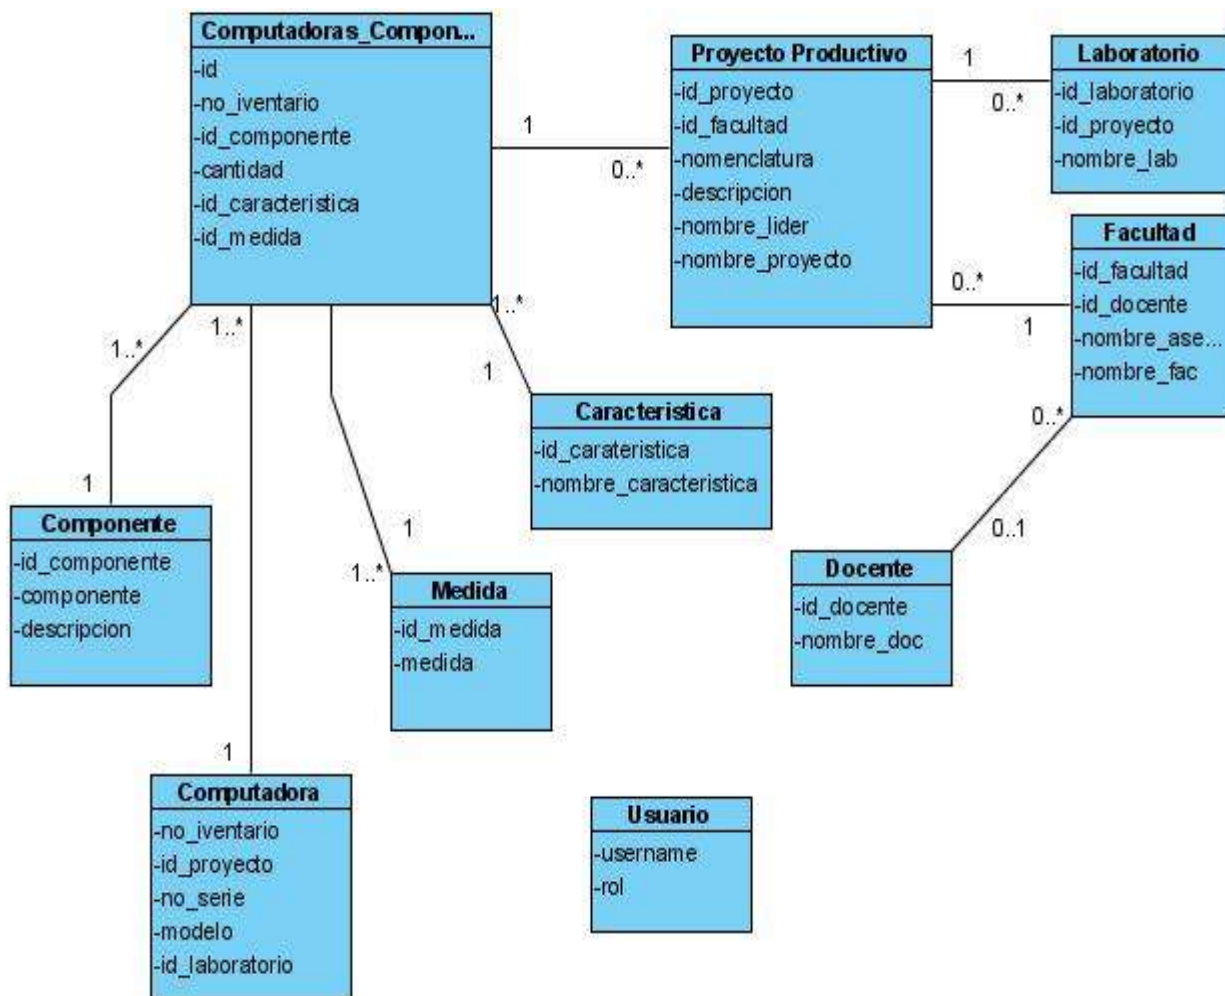 Computadoras_Compon...
-id
-no_iventario
-id_componente
-cantidad
-id_caracteristica
-id_medida
1
0..*
Proyecto Productivo
-id_proyecto
-id_facultad
-nomenclatura
-descripcion
-nombre_lider
-nombre_proyecto
1
0..*
Laboratorio
-id_laboratorio
-id_proyecto
-nombre_lab
0..*
1
Facultad
-id_facultad
-id_docente
-nombre_ase...
-nombre_fac
1..*
1..*
1..*
1
1
1
1..*
0..*
0..1
Caracteristica
-id_carateristica
-nombre_caracteristica
Componente
-id_componente
-componente
-descripcion
Medida
-id_medida
-medida
Docente
-id_docente
-nombre_doc
1
Computadora
-no_iventario
-id_proyecto
-no_serie
-modelo
-id_laboratorio
Usuario
-username
-rol